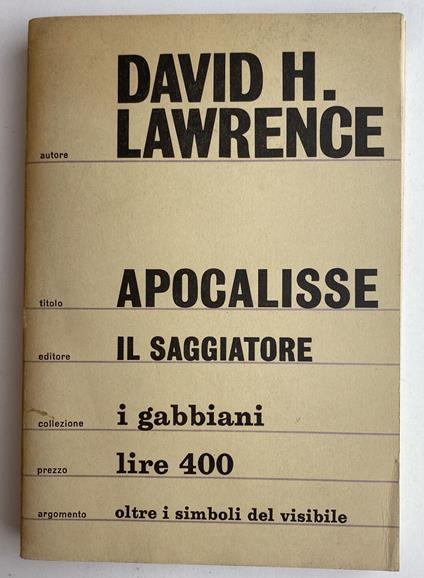 DAVID H.
autore LAWRENCE
titolo APOCALISSE
editore IL SAGGIATORE
collezione i gabbiani
prezzo lire 400
argomento oltre i simboli del visibile